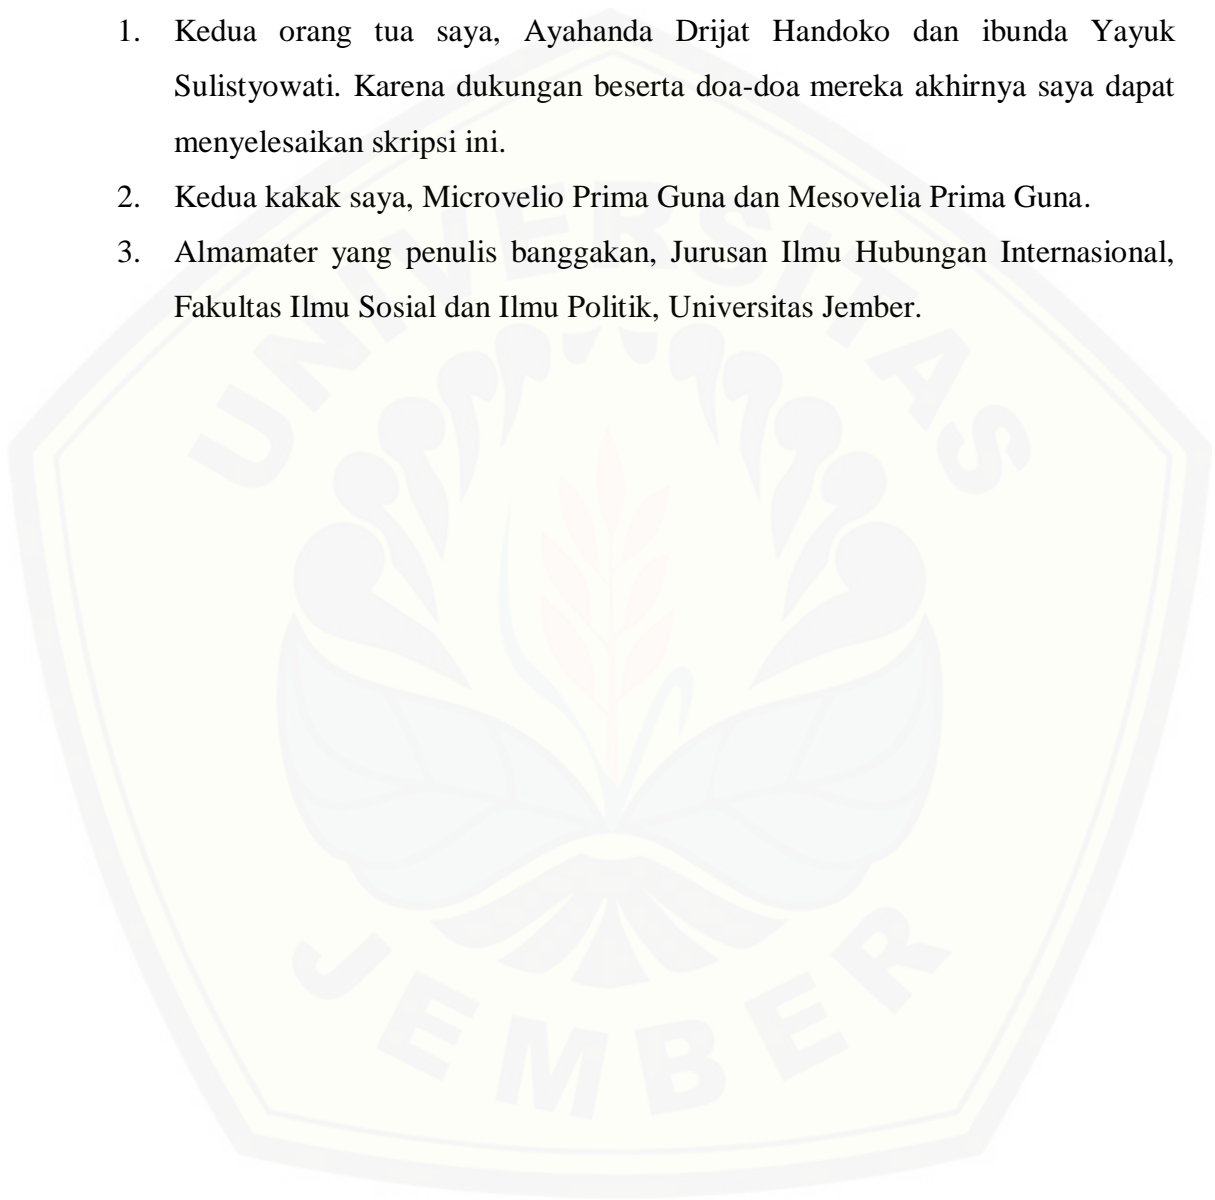 1. Kedua orang tua saya, Ayahanda Drijat Handoko dan ibunda Yayuk
Sulistyowati. Karena dukungan beserta doa-doa mereka akhirnya saya dapat
menyelesaikan skripsi ini.
2. Kedua kakak saya, Microvelio Prima Guna dan Mesovelia Prima Guna.
3. Almamater yang penulis banggakan, Jurusan Ilmu Hubungan Internasional,
Fakultas Ilmu Sosial dan Ilmu Politik, Universitas Jember.
UNIVERSITAS
JEMBER